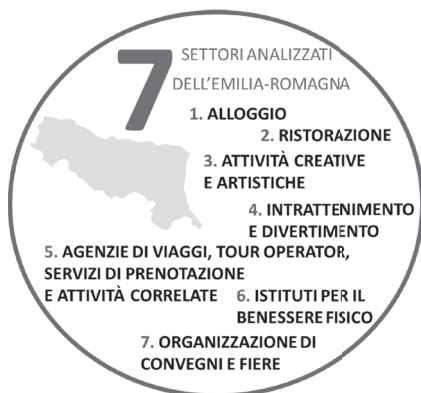 7 SETTORI ANALIZZATI
DELL'EMILIA-ROMAGNA
1. ALLOGGIO
2. RISTORAZIONE
3. ATTIVITÀ CREATIVE
E ARTISTICHE
4. INTRATTENIMENTO
E DIVERTIMENTO
5. AGENZIE DI VIAGGI, TOUR OPERATOR,
SERVIZI DI PRENOTAZIONE
E ATTIVITÀ CORRELATE 6. ISTITUTI PER IL
BENESSERE FISICO
7. ORGANIZZAZIONE DI
CONVEGNI E FIERE